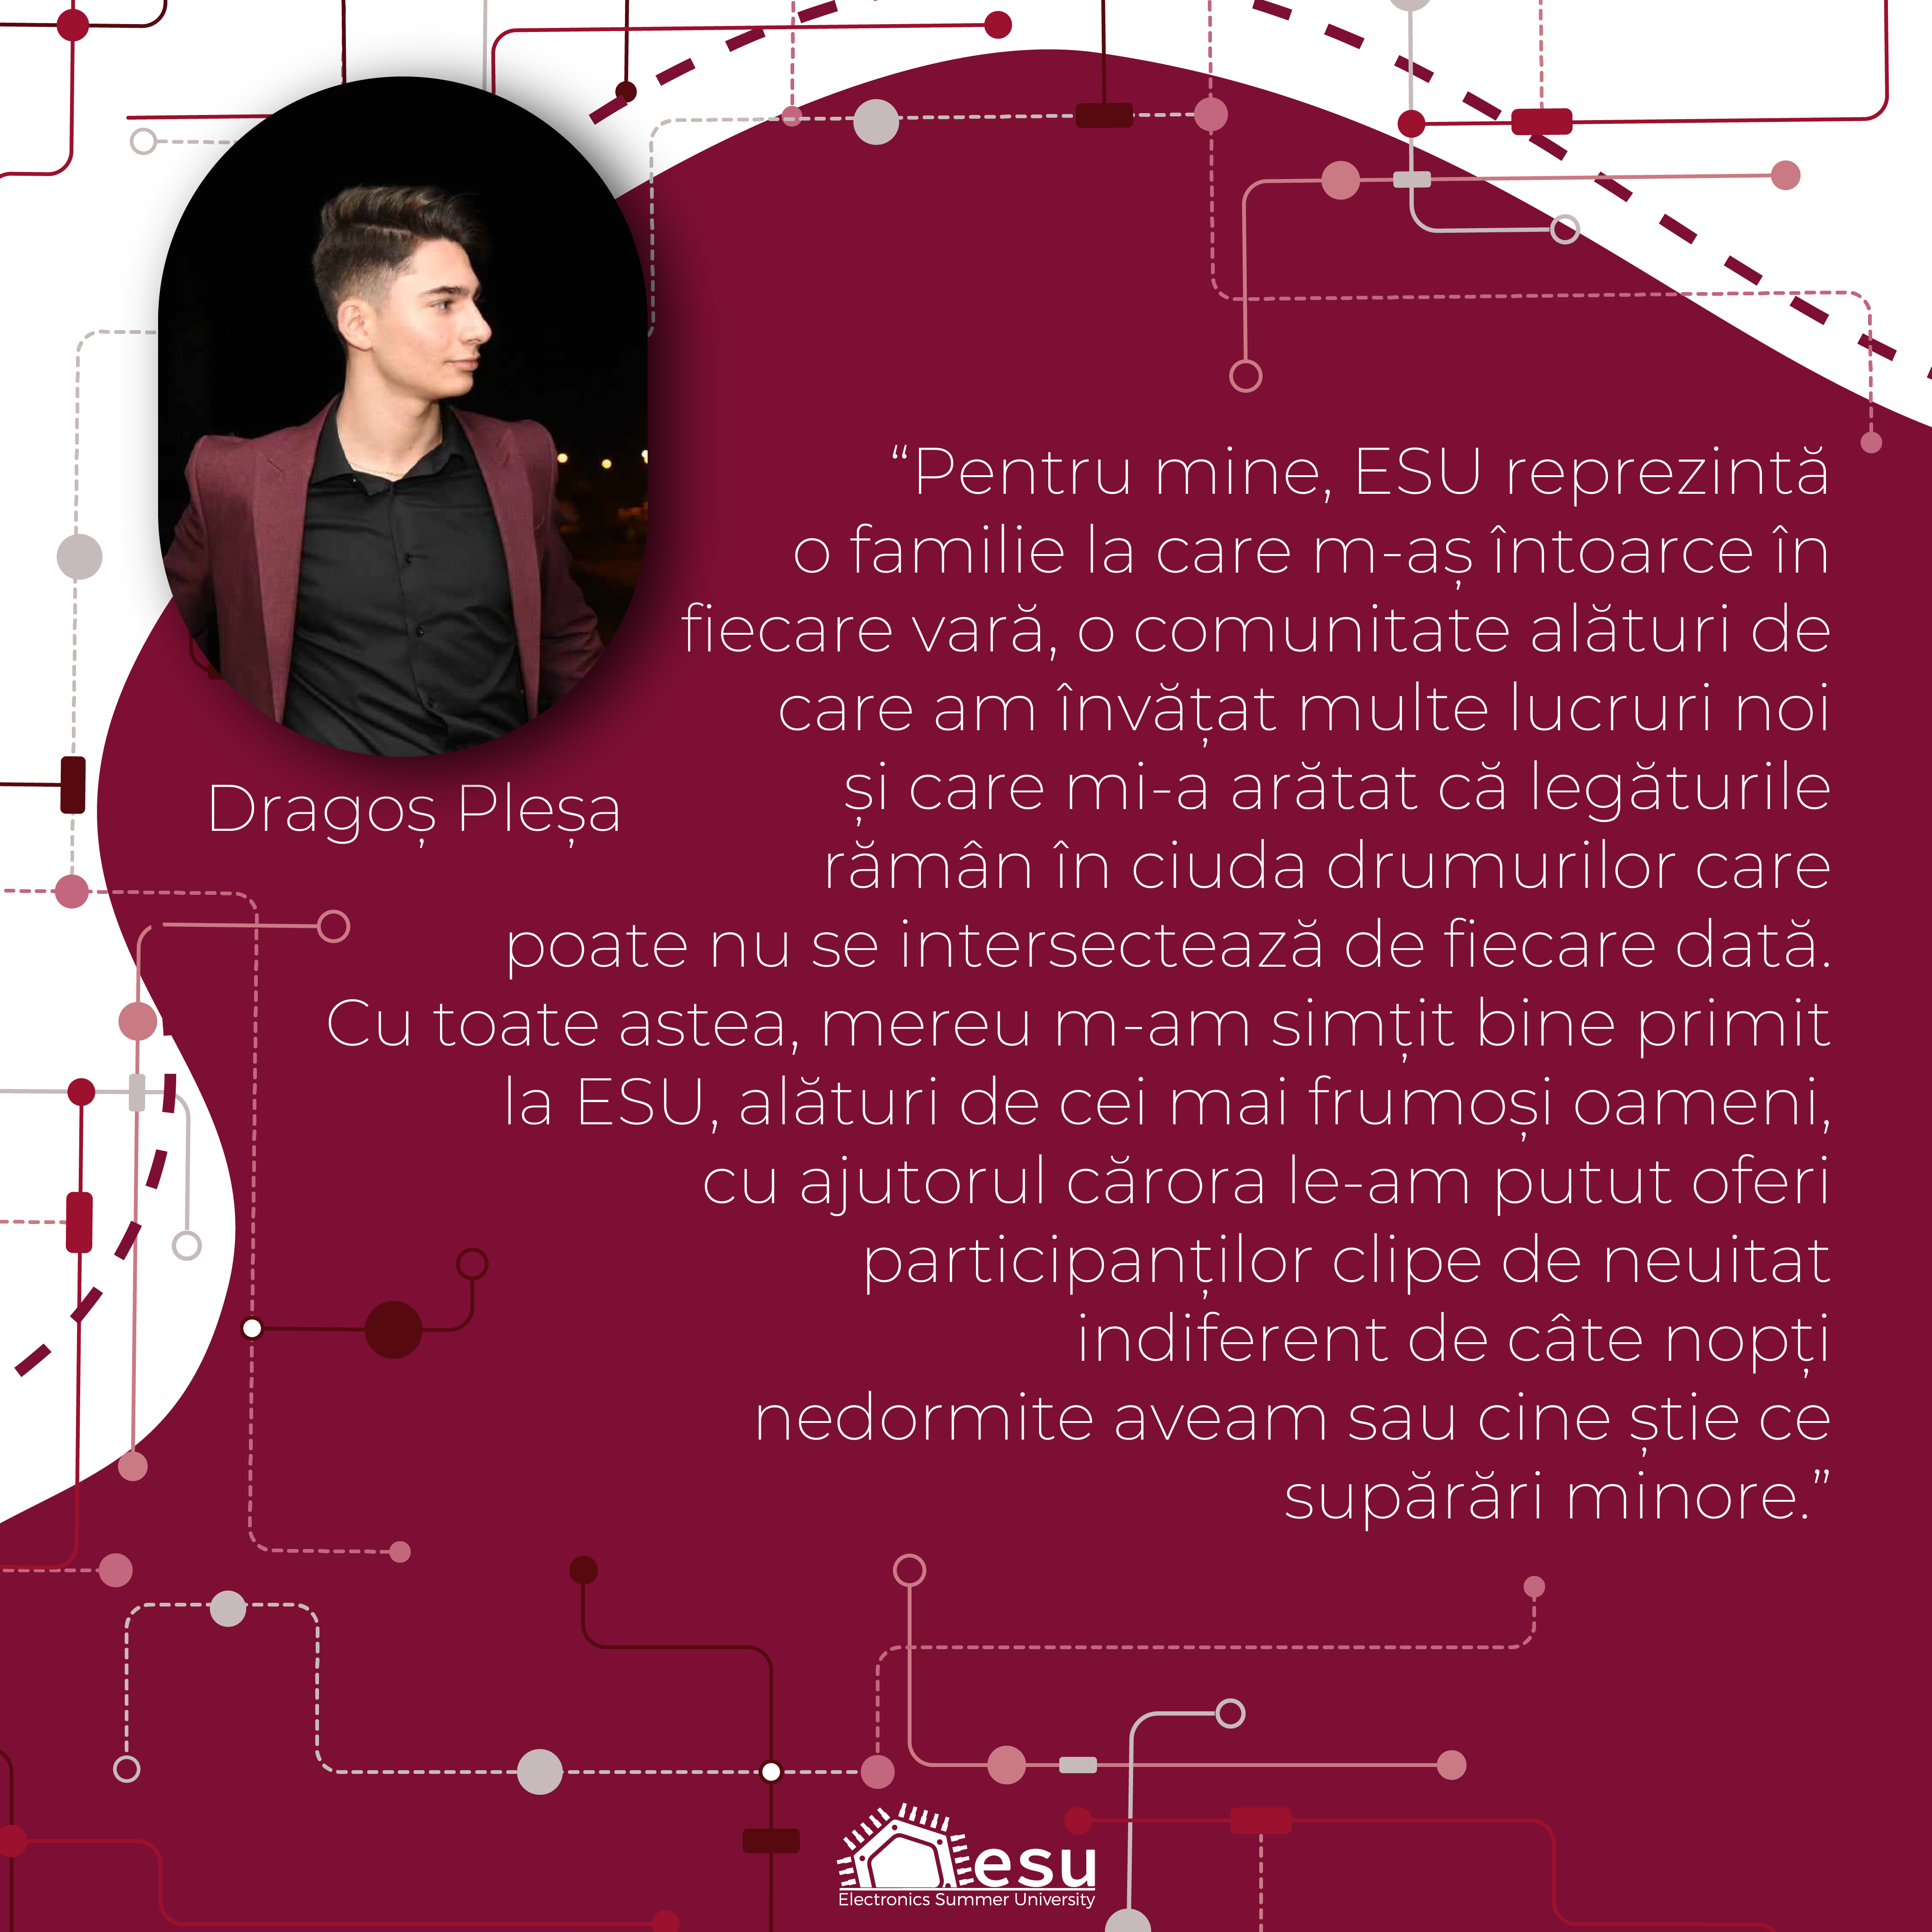 “Pentru mine, ESU reprezintă
o familie la care m-aș întoarce în
fiecare vară, o comunitate alături de
care am învățat multe lucruri noi
și care mi-a arătat că legăturile
rămân în ciuda drumurilor care
poate nu se intersectează de fiecare dată.
Cu toate astea, mereu m-am simțit bine primit
la ESU, alături de cei mai frumoși oameni,
cu ajutorul cărora le-am putut oferi
participanților clipe de neuitat
indiferent de câte nopți
nedormite aveam sau cine știe ce
supărări minore.”
Dragoș Pleșa
esu
Electronics Summer University